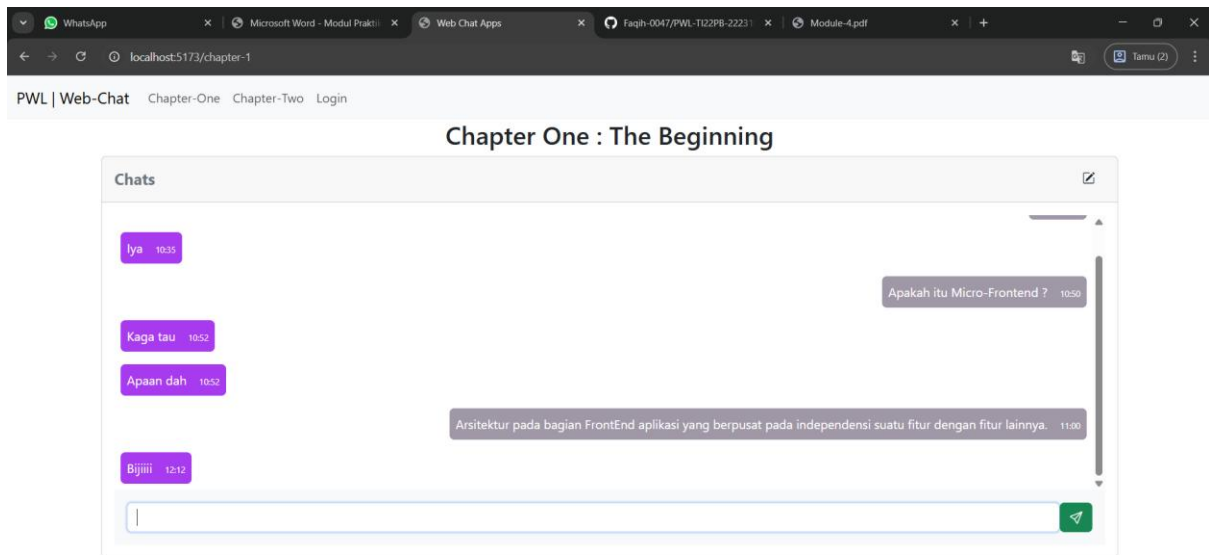 WhatsApp
Microsoft Word - Modul Prakti
Web Chat Apps
Faqih-0047/PWL-TI22PB-22231
Module-4.pdf
localhost:5173/chapter-1
Tamu (2)
PWL | Web-Chat Chapter-One Chapter-Two Login
Chapter One : The Beginning
Chats
Iya 10:35
Apakah itu Micro-Frontend ? 10:50
Kaga tau 10:52
Apaan dah 10:52
Arsitektur pada bagian FrontEnd aplikasi yang berpusat pada independensi suatu fitur dengan fitur lainnya. 11:00
Bijiiii 12:12